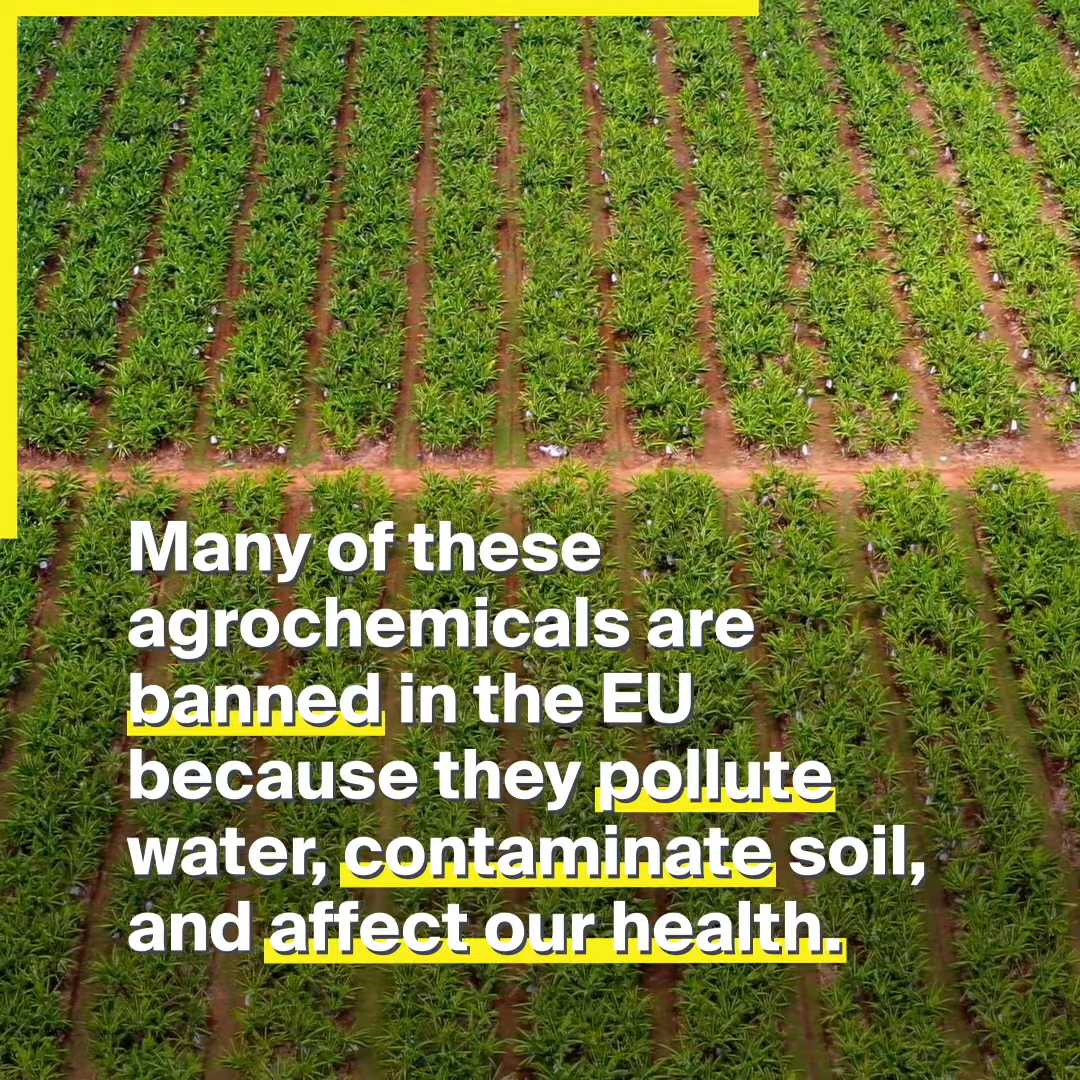 Many of these
agrochemicals are
banned in the EU
because they pollute
water, contaminate soil,
and affect our health.